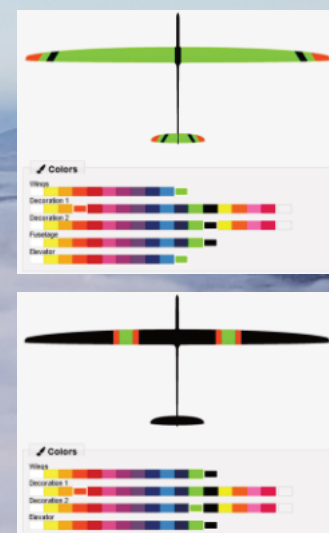 Colors
Wings
Decoration 1
Decoration 2
Fuselage
Elevator
Colors
Wings
Decoration 1
Decoration 2
Elevator